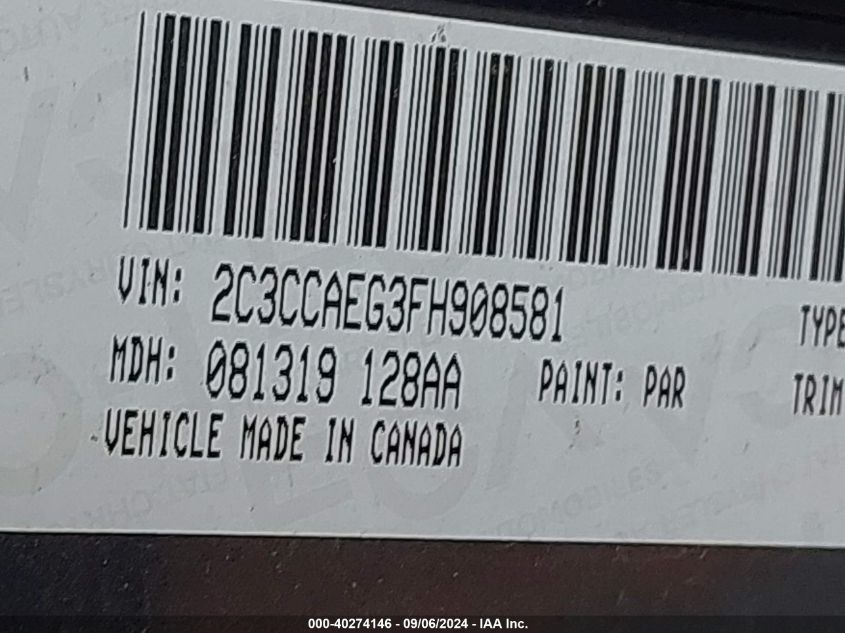 VIN: 2C3CCAEG3FH908581
TYPE
MDH: 081319 128AA
PAINT: PAR
TRIM
VEHICLE MADE IN CANADA
000-40274146 - 09/06/2024 - IAA Inc.